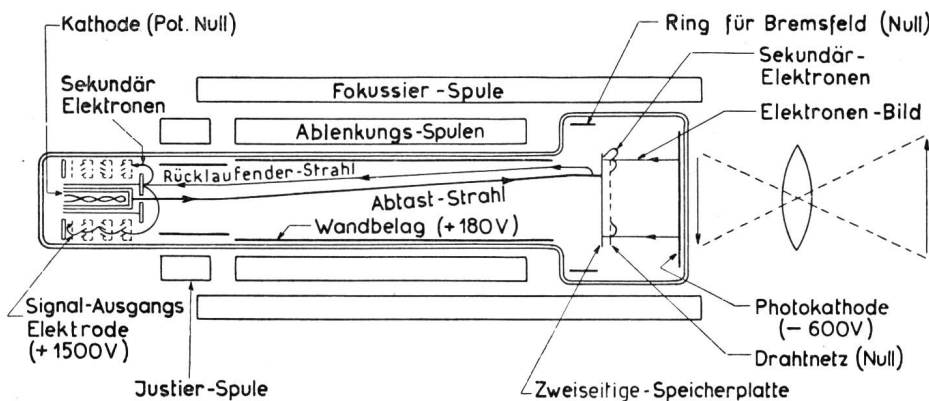 Kathode (Pot. Null)
Ring für Bremsfeld (Null)
Sekundär-
Elektronen
Sekundär
Elektronen
Fokussier-Spule
Elektronen-Bild
Ablenkungs-Spulen
Rücklaufender-Strahl
Abtast-Strahl
Wandbelag (+180V)
Signal-Ausgangs
Elektrode
(+1500V)
Photokathode
(-600V)
Drahtnetz (Null)
Justier-Spule
Zweiseitige-Speicherplatte